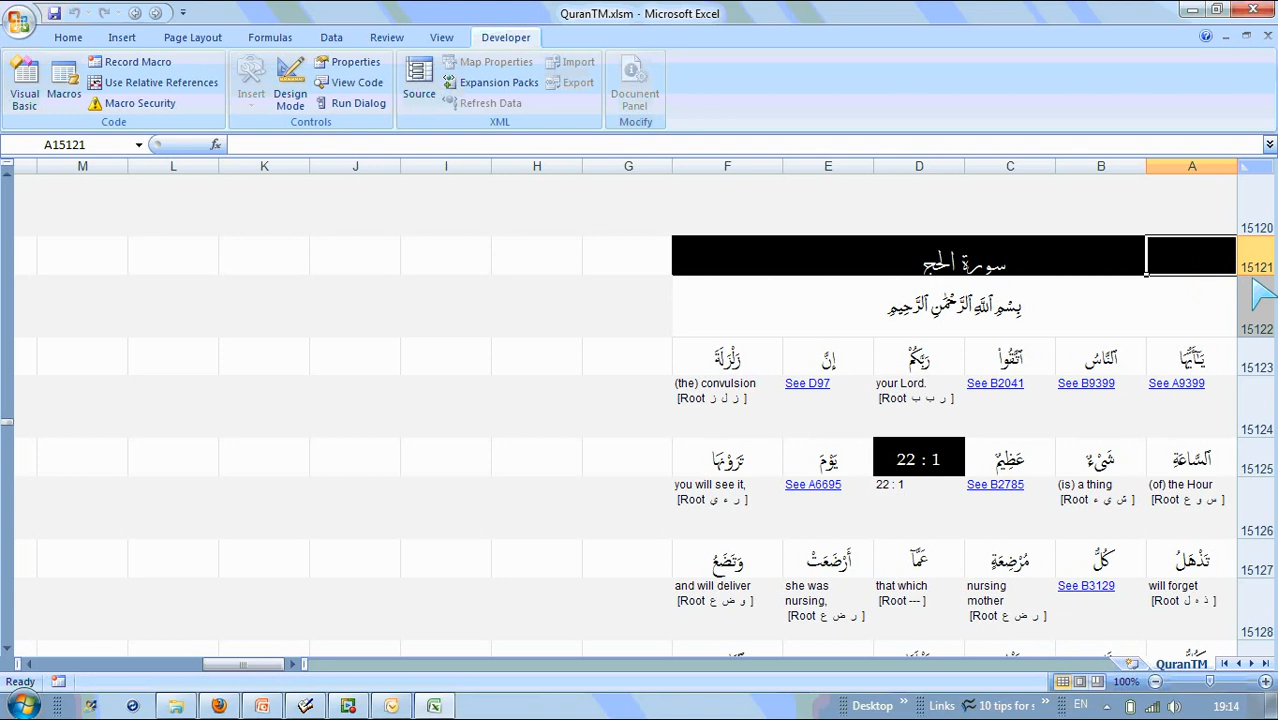 QuranTM.xlsm - Microsoft Excel
Home Insert Page Layout Formulas Data Review View Developer
Visual Basic
Macros
Record Macro
Use Relative References
Macro Security
Code
Insert
Design Mode
Properties
View Code
Run Dialog
Controls
Source
Map Properties
Expansion Packs
Refresh Data
Import
Export
XML
Document Panel
Modify
A15121
fx
M L K J I H G F E D C B A
15120
سورة الحج
15121
بِسْمِ ٱللَّهِ ٱلرَّحْمَٰنِ ٱلرَّحِيمِ
15122
يَٰٓأَيُّهَا ٱلنَّاسُ ٱتَّقُوا۟ رَبَّكُمْ إِنَّ زَلْزَلَةَ
15123
See A9399
See B9399
See B2041
your Lord.
[Root ر ب ب ]
See D97
(the) convulsion
[Root ز ل ز ل ]
15124
ٱلسَّاعَةِ شَىْءٌ عَظِيمٌ 22 : 1 يَوْمَ تَرَوْنَهَا
15125
(of) the Hour
[Root س و ع ]
(is) a thing
[Root ش ي ء ]
See B2785
22 : 1
See A6695
you will see it,
[Root ر ء ي ]
15126
تَذْهَلُ كُلُّ مُرْضِعَةٍ عَمَّآ أَرْضَعَتْ وَتَضَعُ
15127
will forget
[Root ذ ه ل ]
See B3129
nursing mother
[Root ر ض ع ]
that which
[Root --- ]
she was nursing,
[Root ر ض ع ]
and will deliver
[Root و ض ع ]
15128
QuranTM
Ready
100%
Desktop
Links
10 tips for s
EN
19:14